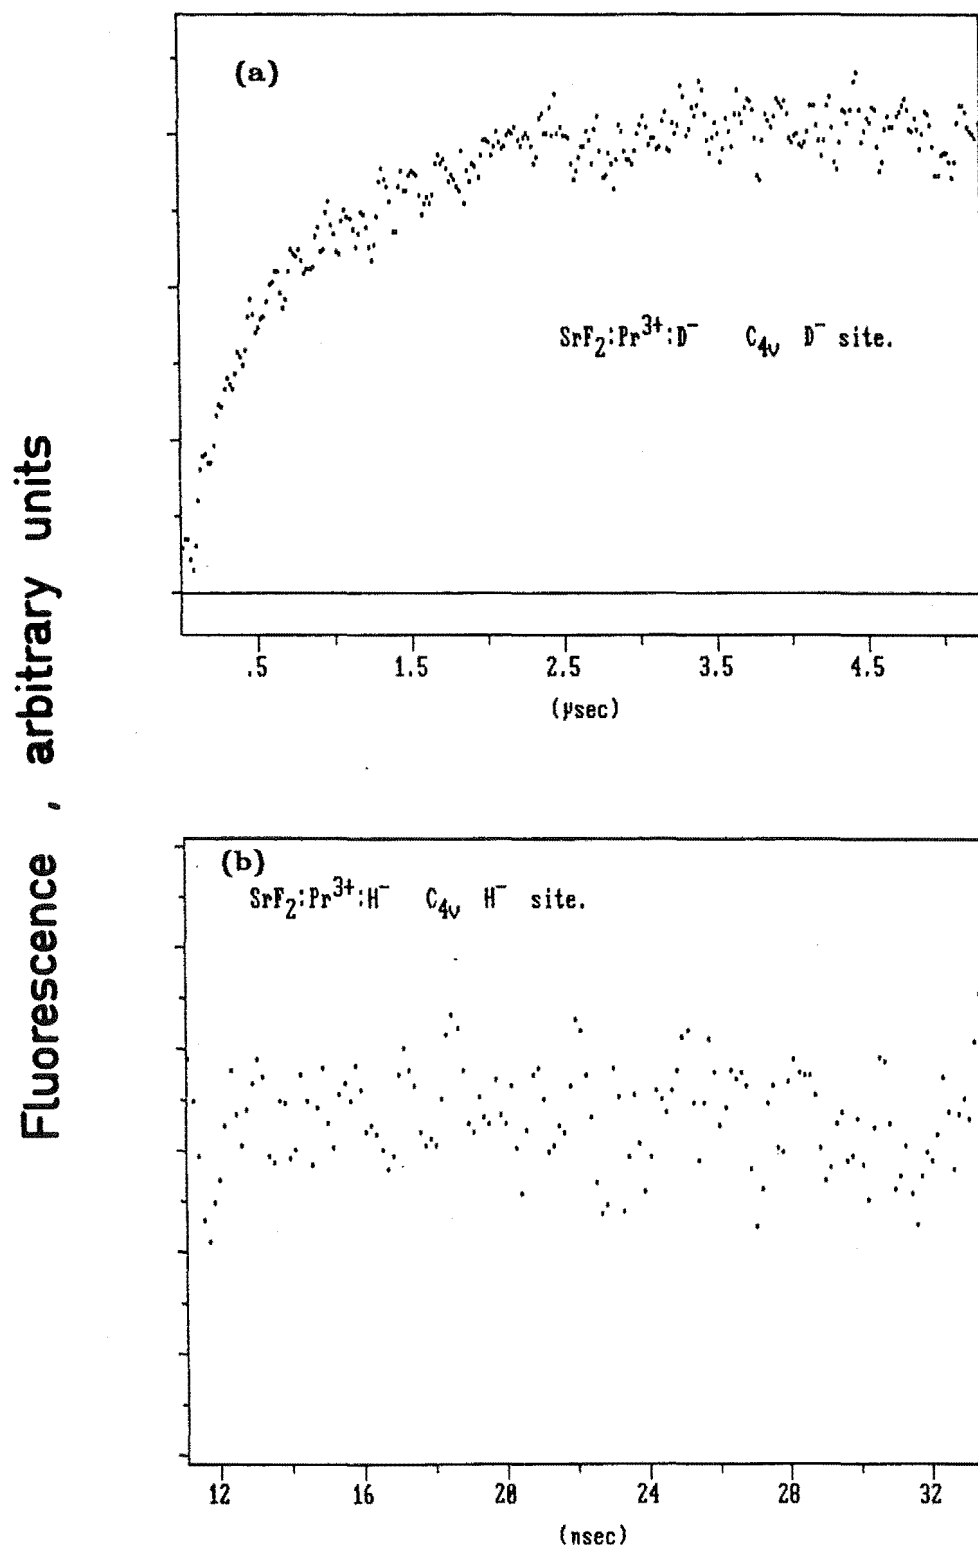 Fluorescence , arbitrary units
(a)
SrF₂:Pr³⁺:D⁻ C₄ᵥ D⁻ site.
.5 1.5 2.5 3.5 4.5
(µsec)
(b)
SrF₂:Pr³⁺:H⁻ C₄ᵥ H⁻ site.
12 16 20 24 28 32
(nsec)